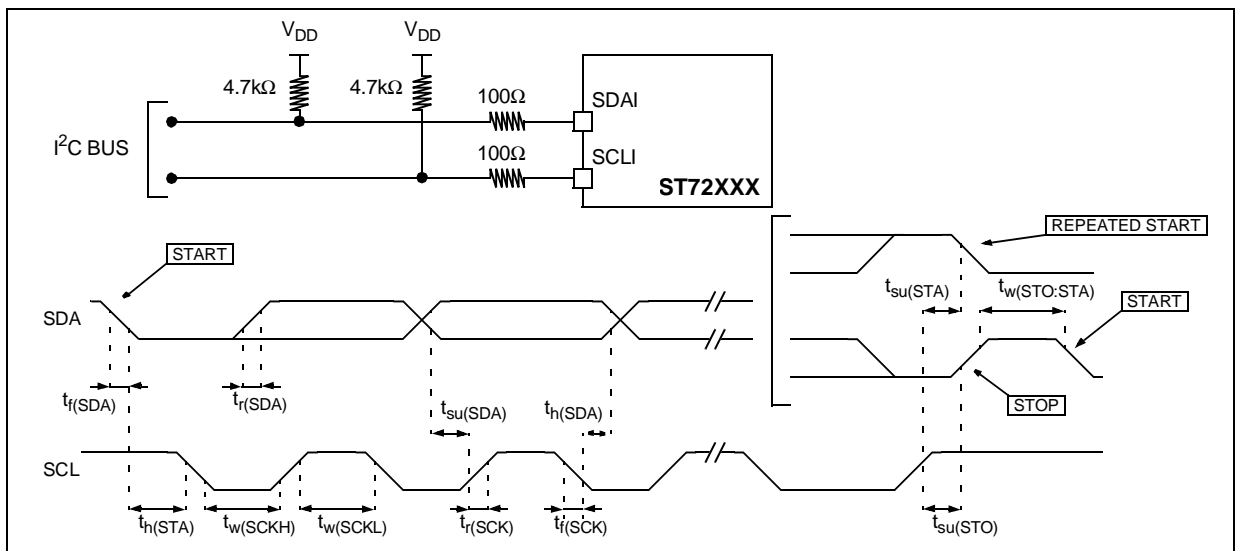 V_DD V_DD
4.7kΩ 4.7kΩ
100Ω SDAI
I²C BUS
100Ω SCLI
ST72XXX
REPEATED START
START
t_su(STA) t_w(STO:STA) START
SDA
t_f(SDA) t_r(SDA) t_su(SDA) t_h(SDA)
STOP
SCL
t_h(STA) t_w(SCKH) t_w(SCKL) t_r(SCK) t_f(SCK) t_su(STO)